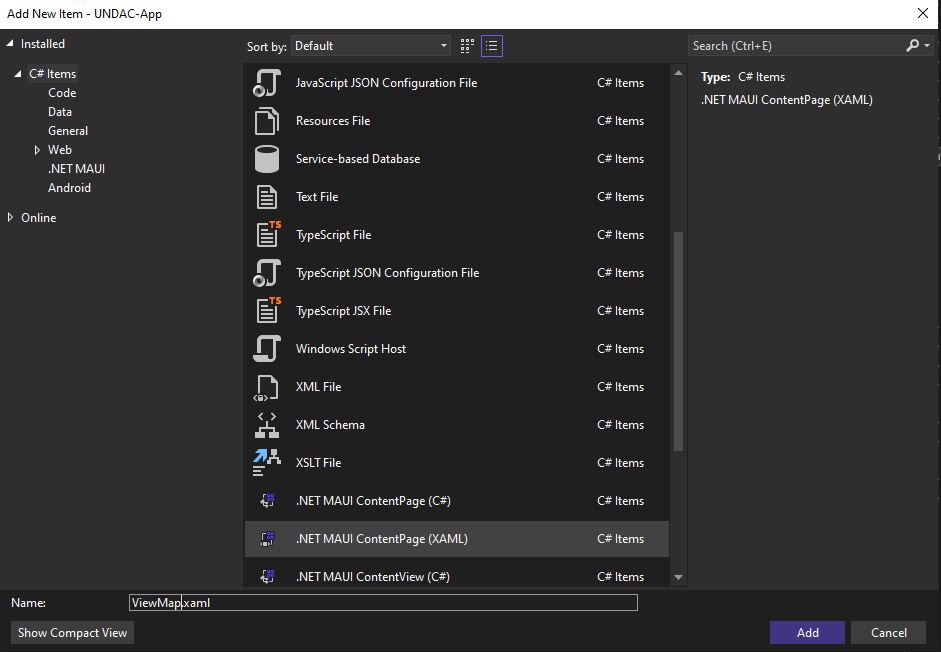 Add New Item - UNDAC-App
Installed
C# Items
Code
Data
General
Web
.NET MAUI
Android
Online
Sort by: Default
Search (Ctrl+E)
JavaScript JSON Configuration File C# Items
Resources File C# Items
Service-based Database C# Items
Text File C# Items
TS
TypeScript File C# Items
TypeScript JSON Configuration File C# Items
TS
TypeScript JSX File C# Items
Windows Script Host C# Items
XML File C# Items
XML Schema C# Items
XSLT File C# Items
.NET MAUI ContentPage (C#) C# Items
.NET MAUI ContentPage (XAML) C# Items
.NET MAUI ContentView (C#) C# Items
Type: C# Items
.NET MAUI ContentPage (XAML)
Name: ViewMap.xaml
Show Compact View
Add
Cancel